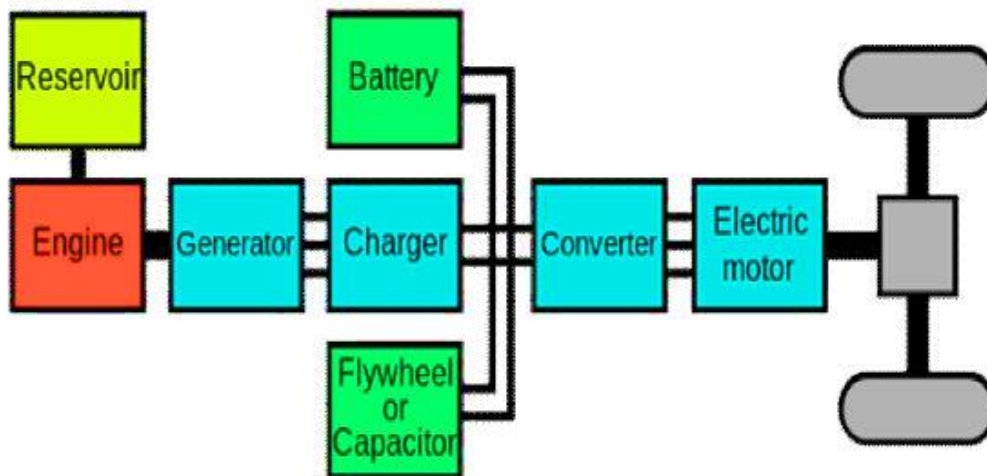 Reservoir
Battery
Engine
Generator
Charger
Converter
Electric
motor
Flywheel
or
Capacitor